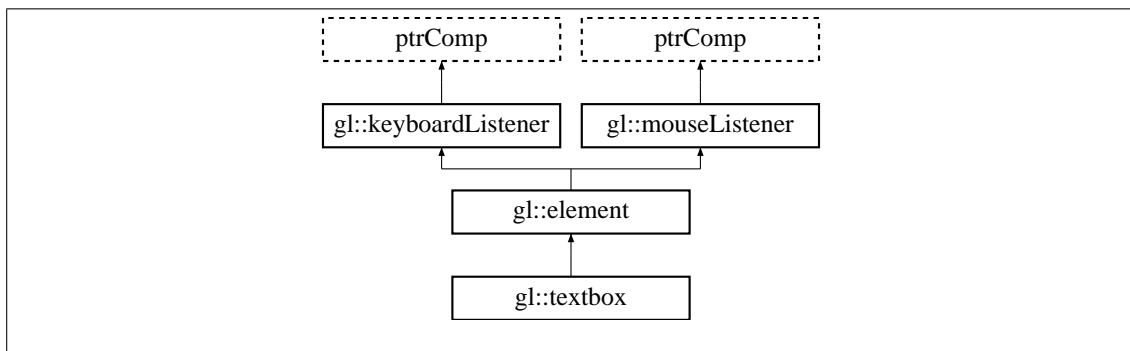 ptrComp
ptrComp
gl::keyboardListener
gl::mouseListener
gl::element
gl::textbox